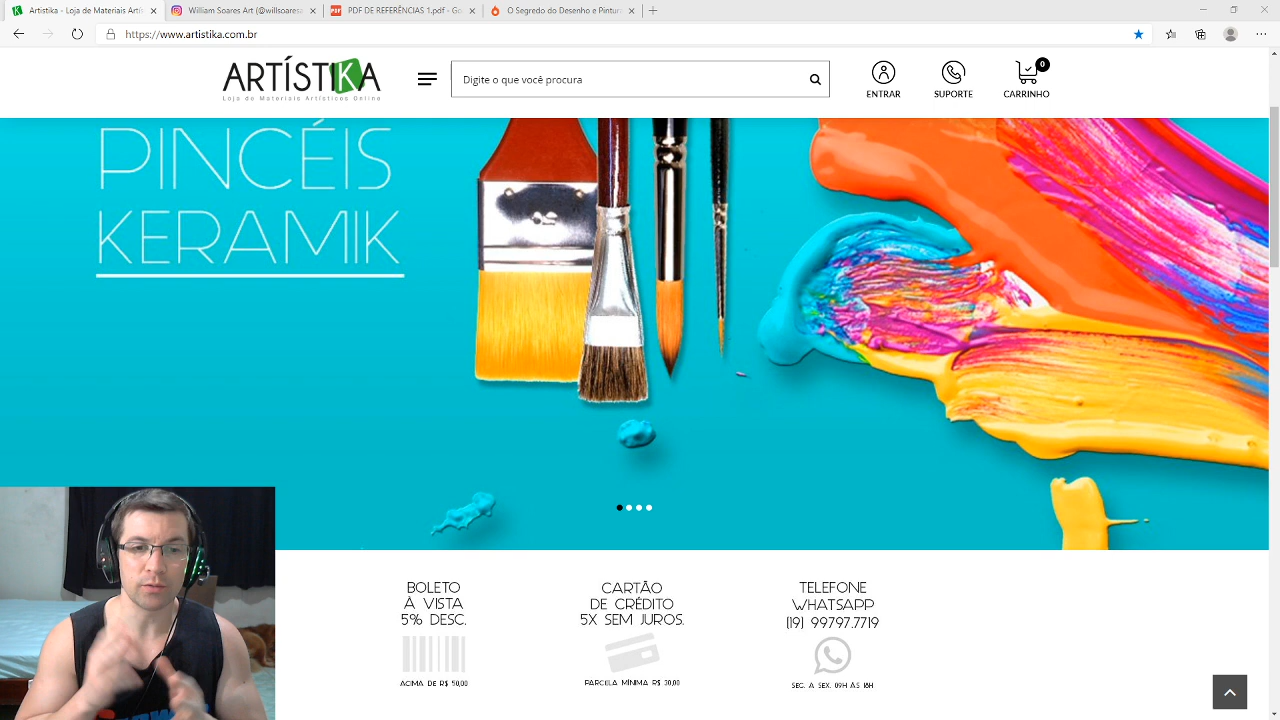 Artistika - Loja de Materiais Artís
William Soares Art (@willsoaresa
PDF DE REFERÊNCIAS 1.pdf - Go
O Segredo do Desenho e Pintura
https://www.artistika.com.br
ARTÍSTIKA
Loja de Materiais Artísticos Online
Digite o que você procura
ENTRAR
SUPORTE
0
CARRINHO
PINCÉIS
KERAMIK
BOLETO
À VISTA
5% DESC.
ACIMA DE R$ 50,00
CARTÃO
DE CRÉDITO
5X SEM JUROS.
PARCELA MÍNIMA R$ 30,00
TELEFONE
WHATSAPP
(19) 99797.7719
SEG. A SEX. 09H ÀS 18H